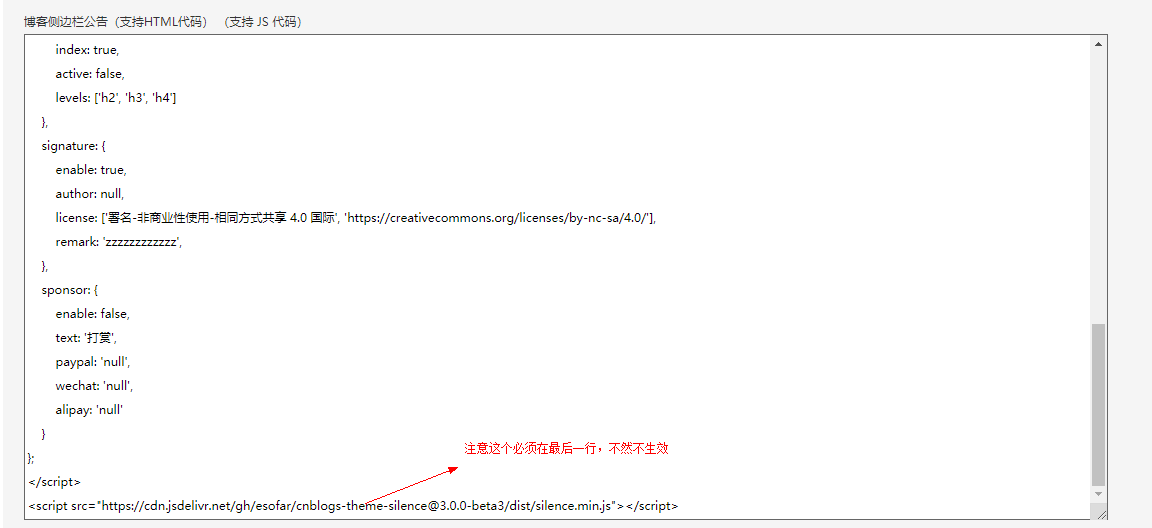 博客侧边栏公告（支持HTML代码） （支持 JS 代码）
index: true,
active: false,
levels: ['h2', 'h3', 'h4']
},
signature: {
enable: true,
author: null,
license: ['署名-非商业性使用-相同方式共享 4.0 国际', 'https://creativecommons.org/licenses/by-nc-sa/4.0/'],
remark: 'zzzzzzzzzzzz',
},
sponsor: {
enable: false,
text: '打赏',
paypal: 'null',
wechat: 'null',
alipay: 'null'
}
注意这个必须在最后一行，不然不生效
};
</script>
<script src="https://cdn.jsdelivr.net/gh/esofar/cnblogs-theme-silence@3.0.0-beta3/dist/silence.min.js"></script>